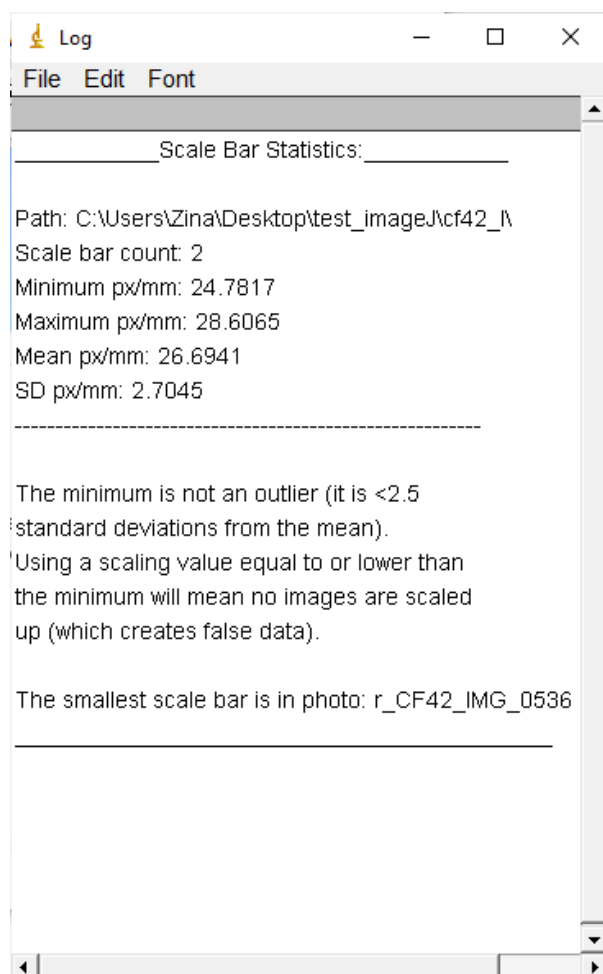 Log
File Edit Font
___________Scale Bar Statistics:___________
Path: C:\Users\Zina\Desktop\test_imageJ\cf42_l\
Scale bar count: 2
Minimum px/mm: 24.7817
Maximum px/mm: 28.6065
Mean px/mm: 26.6941
SD px/mm: 2.7045
---------------------------------------------------------
The minimum is not an outlier (it is <2.5
standard deviations from the mean).
Using a scaling value equal to or lower than
the minimum will mean no images are scaled
up (which creates false data).
The smallest scale bar is in photo: r_CF42_IMG_0536
_________________________________________